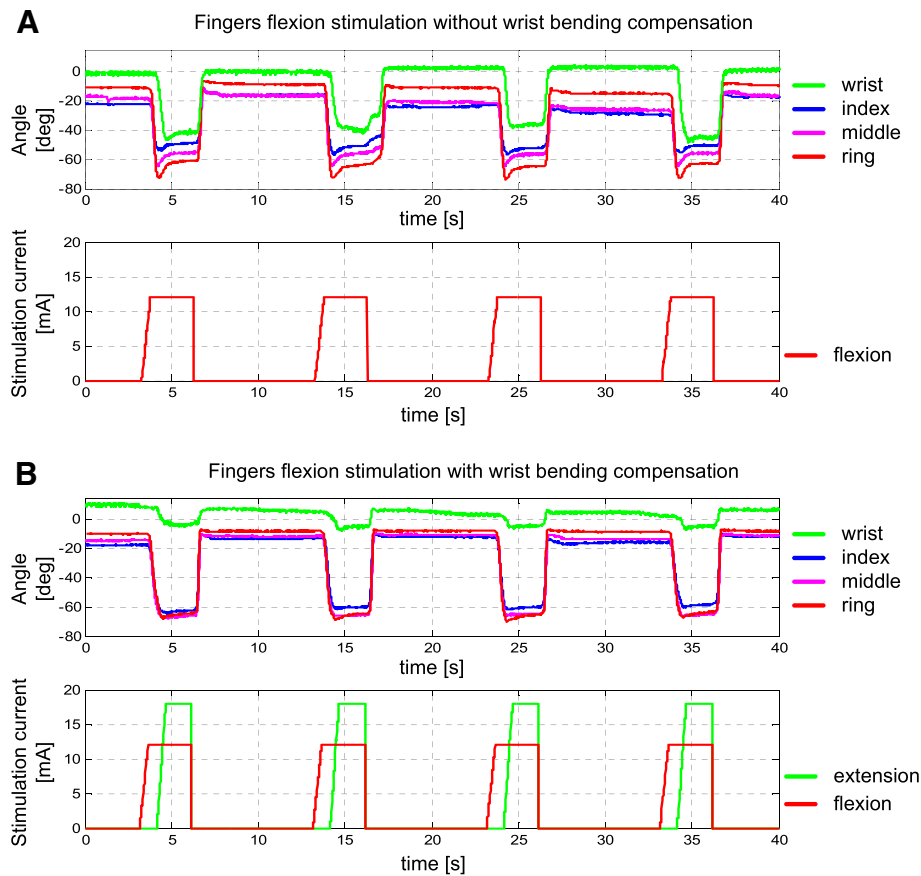 A
Fingers flexion stimulation without wrist bending compensation
Angle
[deg]
0
-20
-40
-60
-80
0 5 10 15 20 25 30 35 40
time [s]
wrist
index
middle
ring
Stimulation current
[mA]
20
15
10
5
0
0 5 10 15 20 25 30 35 40
time [s]
flexion
B
Fingers flexion stimulation with wrist bending compensation
Angle
[deg]
0
-20
-40
-60
-80
0 5 10 15 20 25 30 35 40
time [s]
wrist
index
middle
ring
Stimulation current
[mA]
20
15
10
5
0
0 5 10 15 20 25 30 35 40
time [s]
extension
flexion